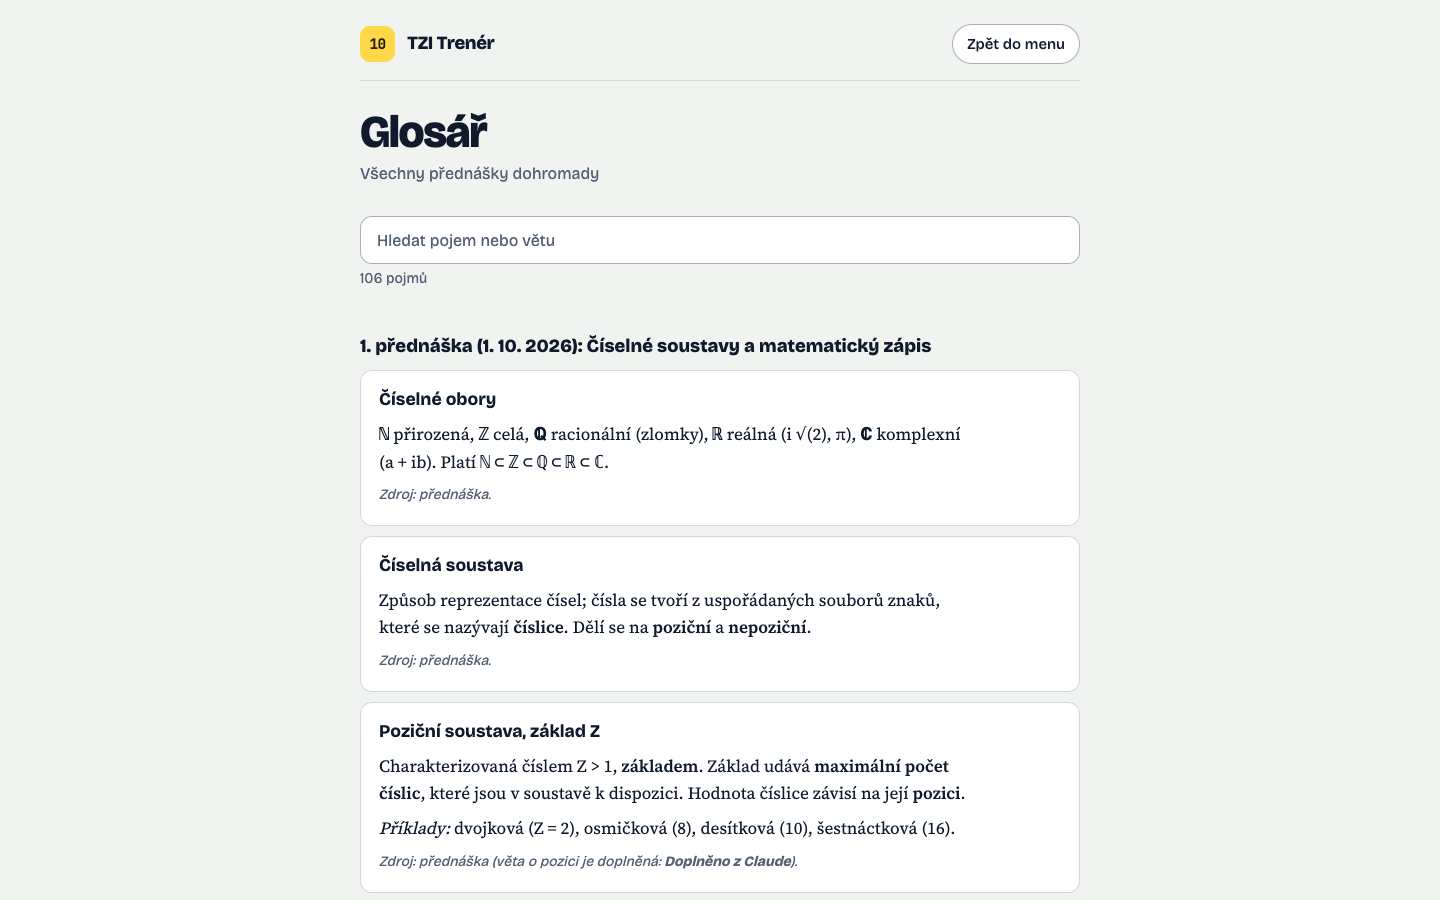 10 TZI Trenér
Zpět do menu
Glosář
Všechny přednášky dohromady
Hledat pojem nebo větu
106 pojmů
1. přednáška (1. 10. 2026): Číselné soustavy a matematický zápis
Číselné obory
ℕ přirozená, ℤ celá, ℚ racionální (zlomky), ℝ reálná (i √(2), π), ℂ komplexní
(a + ib). Platí ℕ ⊂ ℤ ⊂ ℚ ⊂ ℝ ⊂ ℂ.
Zdroj: přednáška.
Číselná soustava
Způsob reprezentace čísel; čísla se tvoří z uspořádaných souborů znaků,
které se nazývají číslice. Dělí se na poziční a nepoziční.
Zdroj: přednáška.
Poziční soustava, základ Z
Charakterizovaná číslem Z > 1, základem. Základ udává maximální počet
číslic, které jsou v soustavě k dispozici. Hodnota číslice závisí na její pozici.
Příklady: dvojková (Z = 2), osmičková (8), desítková (10), šestnáctková (16).
Zdroj: přednáška (věta o pozici je doplněná: Doplněno z Claude).